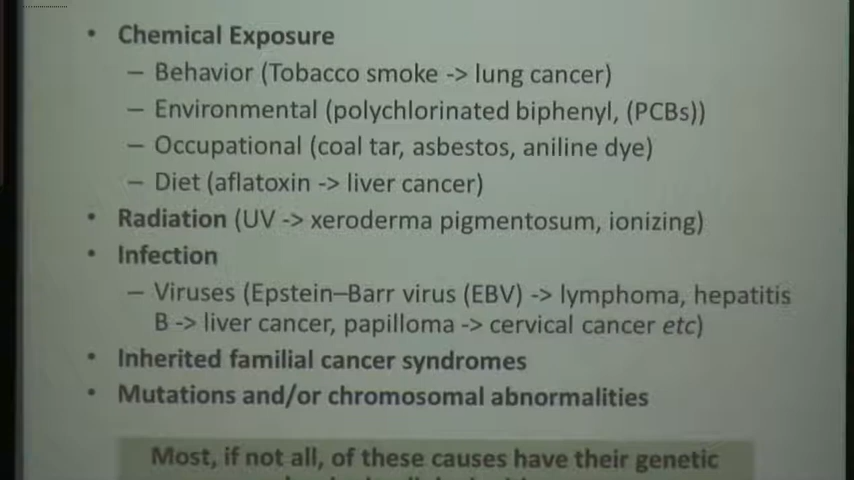 • Chemical Exposure
– Behavior (Tobacco smoke -> lung cancer)
– Environmental (polychlorinated biphenyl, (PCBs))
– Occupational (coal tar, asbestos, aniline dye)
– Diet (aflatoxin -> liver cancer)
• Radiation (UV -> xeroderma pigmentosum, ionizing)
• Infection
– Viruses (Epstein–Barr virus (EBV) -> lymphoma, hepatitis
B -> liver cancer, papilloma -> cervical cancer etc)
• Inherited familial cancer syndromes
• Mutations and/or chromosomal abnormalities
Most, if not all, of these causes have their genetic